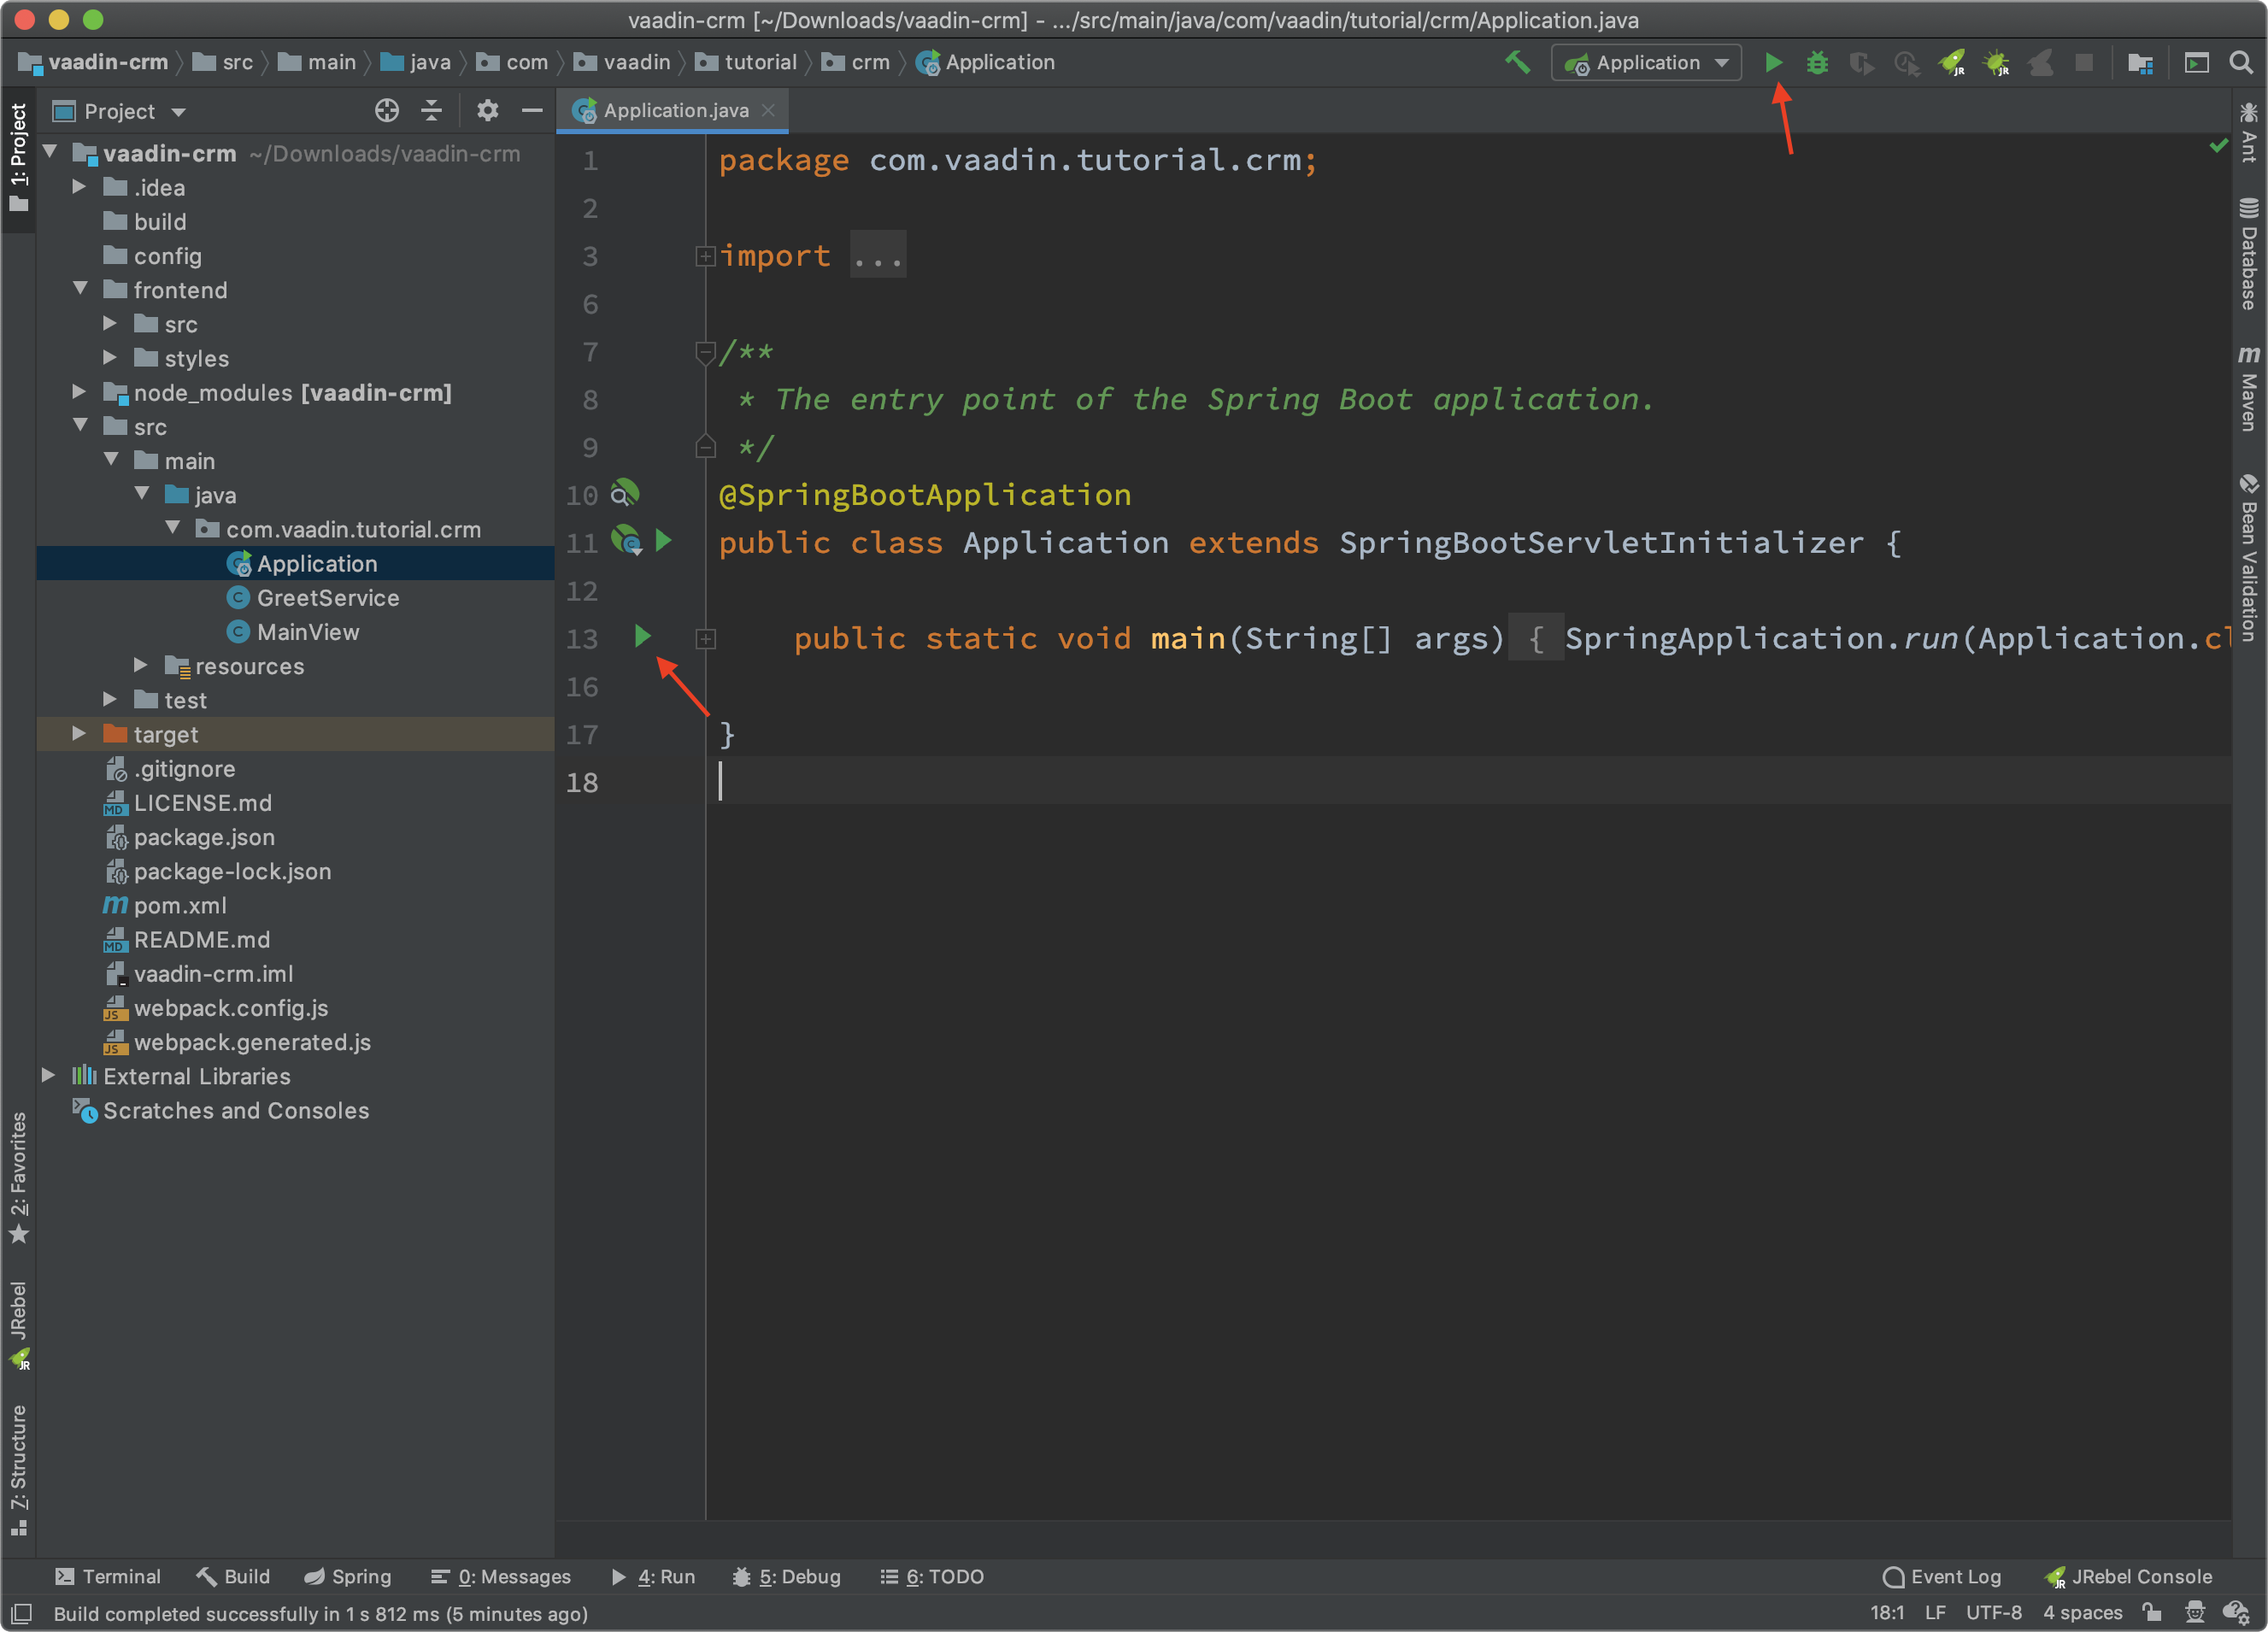 vaadin-crm [~/Downloads/vaadin-crm] - .../src/main/java/com/vaadin/tutorial/crm/Application.java
vaadin-crm src main java com vaadin tutorial crm Application
Application
JR
JR
1: Project
Project
Application.java
vaadin-crm ~/Downloads/vaadin-crm
.idea
build
config
frontend
src
styles
node_modules [vaadin-crm]
src
main
java
com.vaadin.tutorial.crm
Application
C GreetService
C MainView
resources
test
target
.gitignore
MD LICENSE.md
package.json
package-lock.json
m pom.xml
MD README.md
vaadin-crm.iml
JS webpack.config.js
JS webpack.generated.js
External Libraries
Scratches and Consoles
2: Favorites
JRebel
JR
7: Structure
1 package com.vaadin.tutorial.crm;
2
3 import ...
6
7 /**
8 * The entry point of the Spring Boot application.
9 */
10 @SpringBootApplication
11 public class Application extends SpringBootServletInitializer {
12
13 public static void main(String[] args) { SpringApplication.run(Application.cl
16
17 }
18
Ant
Database
m Maven
Bean Validation
Terminal Build Spring 0: Messages 4: Run 5: Debug 6: TODO Event Log JR JRebel Console
Build completed successfully in 1 s 812 ms (5 minutes ago) 18:1 LF UTF-8 4 spaces